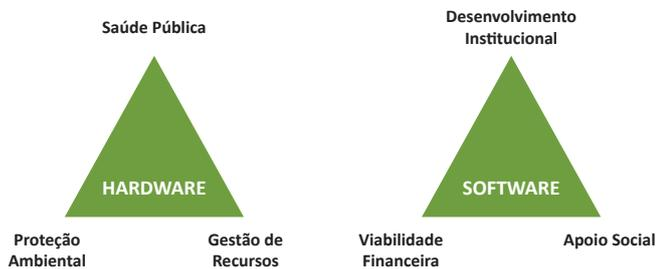 Saúde Pública
HARDWARE
Proteção
Ambiental
Gestão de
Recursos
Desenvolvimento
Institucional
SOFTWARE
Viabilidade
Financeira
Apoio Social